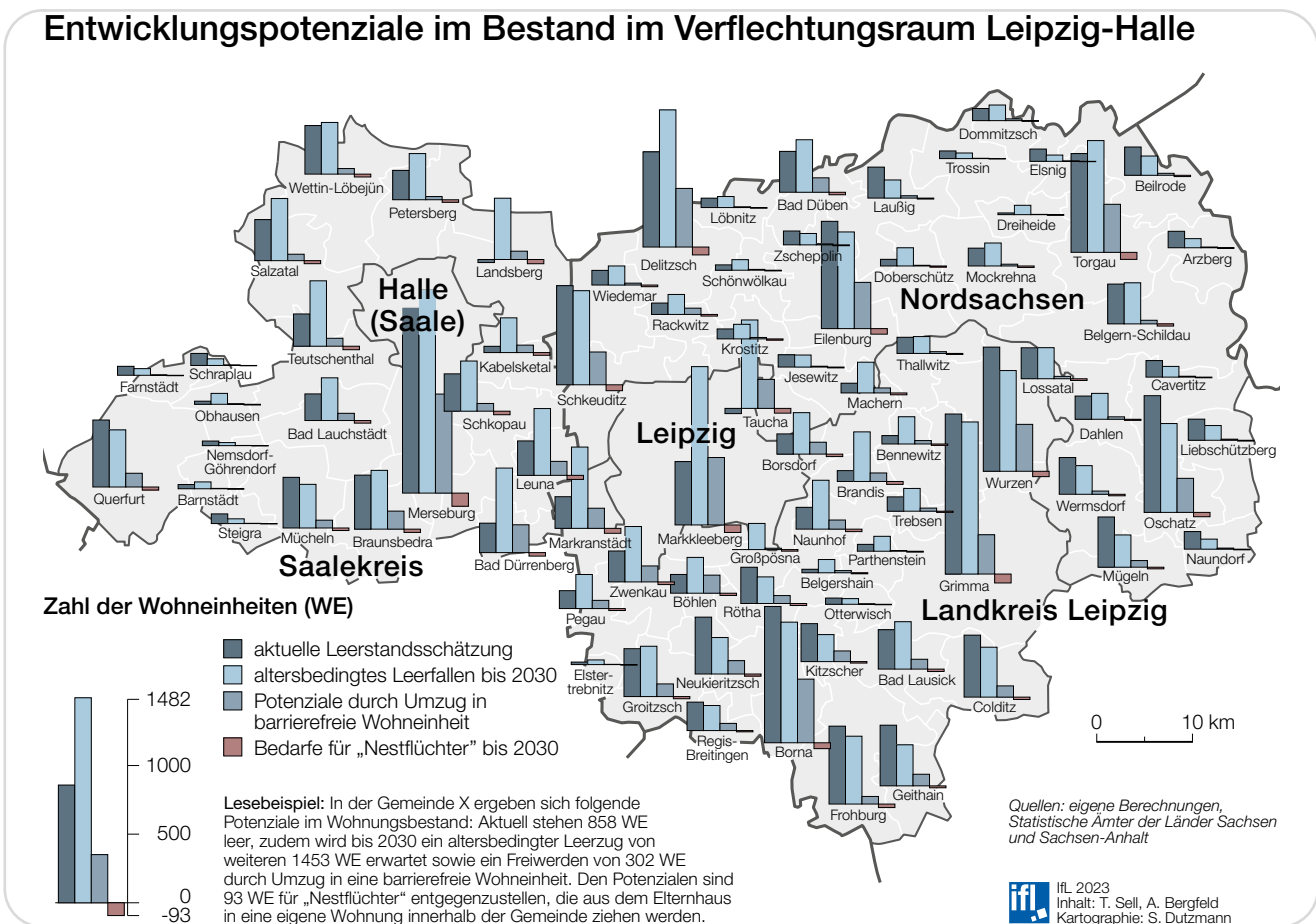 Entwicklungspotenziale im Bestand im Verflechtungsraum Leipzig-Halle
Dommitzsch
Trossin
Elsnig
Beilrode
Wettin-Löbejün
Petersberg
Löbnitz
Bad Düben
Laußig
Dreiheide
Salzatal
Landsberg
Delitzsch
Zschepplin
Schönwölkau
Doberschütz
Mockrehna
Torgau
Arzberg
Halle
(Saale)
Wiedemar
Nordsachsen
Rackwitz
Teutschenthal
Kabelsketal
Krostitz
Eilenburg
Belgern-Schildau
Schraplau
Farnstädt
Jesewitz
Thallwitz
Lossatal
Cavertitz
Obhausen
Schkeuditz
Machern
Bad Lauchstädt
Schkopau
Taucha
Leipzig
Dahlen
Liebschützberg
Nemsdorf-
Göhrendorf
Borsdorf
Bennewitz
Leuna
Brandis
Wurzen
Querfurt
Barnstädt
Merseburg
Trebsen
Wermsdorf
Oschatz
Steigra
Mücheln
Braunsbedra
Markranstädt
Markkleeberg
Naunhof
Bad Dürrenberg
Großpösna
Parthenstein
Naundorf
Saalekreis
Mügeln
Belgershain
Grimma
Zwenkau
Böhlen
Rötha
Otterwisch
Landkreis Leipzig
Pegau
Elster-
trebnitz
Neukieritzsch
Kitzscher
Bad Lausick
Groitzsch
Colditz
Regis-
Breitingen
Borna
Geithain
Frohburg
Zahl der Wohneinheiten (WE)
aktuelle Leerstandsschätzung
altersbedingtes Leerfallen bis 2030
Potenziale durch Umzug in
barrierefreie Wohneinheit
Bedarfe für „Nestflüchter” bis 2030
1482
1000
500
0
-93
Lesebeispiel: In der Gemeinde X ergeben sich folgende
Potenziale im Wohnungsbestand: Aktuell stehen 858 WE
leer, zudem wird bis 2030 ein altersbedingter Leerzug von
weiteren 1453 WE erwartet sowie ein Freiwerden von 302 WE
durch Umzug in eine barrierefreie Wohneinheit. Den Potenzialen sind
93 WE für „Nestflüchter” entgegenzustellen, die aus dem Elternhaus
in eine eigene Wohnung innerhalb der Gemeinde ziehen werden.
0 10 km
Quellen: eigene Berechnungen,
Statistische Ämter der Länder Sachsen
und Sachsen-Anhalt
ifl
IfL 2023
Inhalt: T. Sell, A. Bergfeld
Kartographie: S. Dutzmann